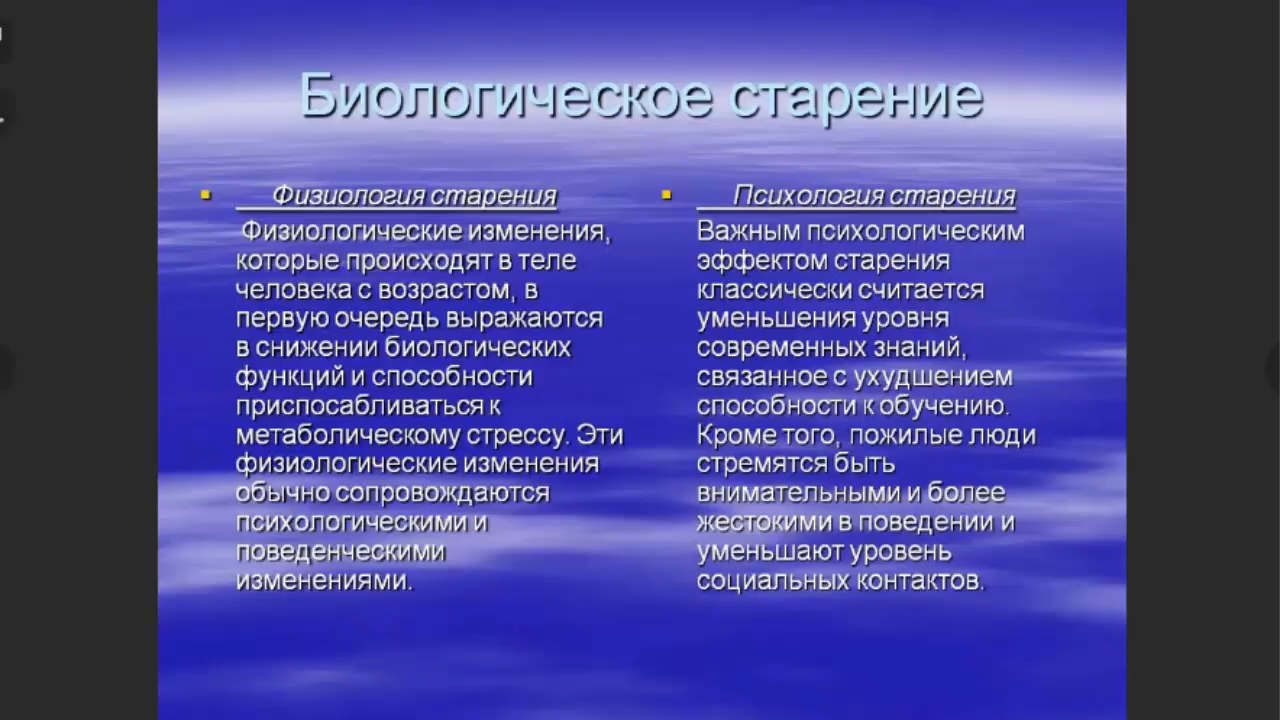 Биологическое старение
Физиология старения
Физиологические изменения,
которые происходят в теле
человека с возрастом, в
первую очередь выражаются
в снижении биологических
функций и способности
приспосабливаться к
метаболическому стрессу. Эти
физиологические изменения
обычно сопровождаются
психологическими и
поведенческими
изменениями.
Психология старения
Важным психологическим
эффектом старения
классически считается
уменьшения уровня
современных знаний,
связанное с ухудшением
способности к обучению.
Кроме того, пожилые люди
стремятся быть
внимательными и более
жестокими в поведении и
уменьшают уровень
социальных контактов.